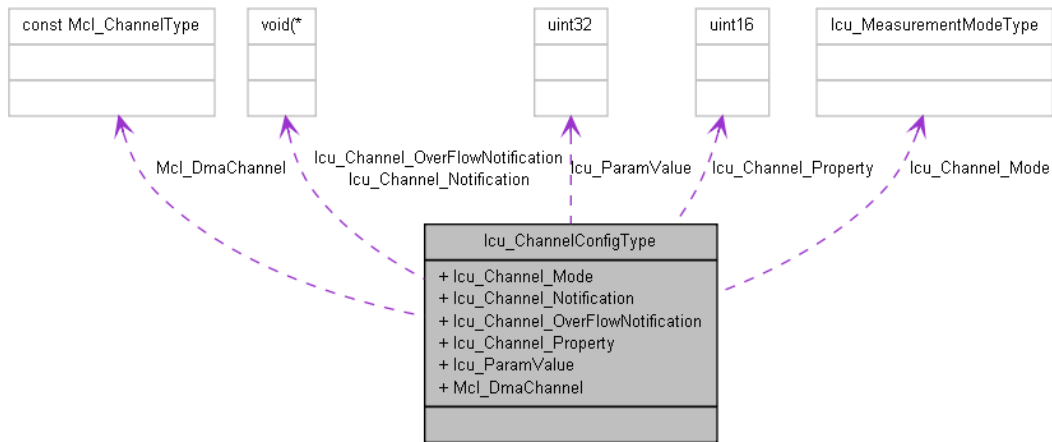 const Mcl_ChannelType
void(*
uint32
uint16
Icu_MeasurementModeType
Mcl_DmaChannel
Icu_Channel_OverFlowNotification
Icu_Channel_Notification
Icu_ParamValue
Icu_Channel_Property
Icu_Channel_Mode
Icu_ChannelConfigType
+ Icu_Channel_Mode
+ Icu_Channel_Notification
+ Icu_Channel_OverFlowNotification
+ Icu_Channel_Property
+ Icu_ParamValue
+ Mcl_DmaChannel